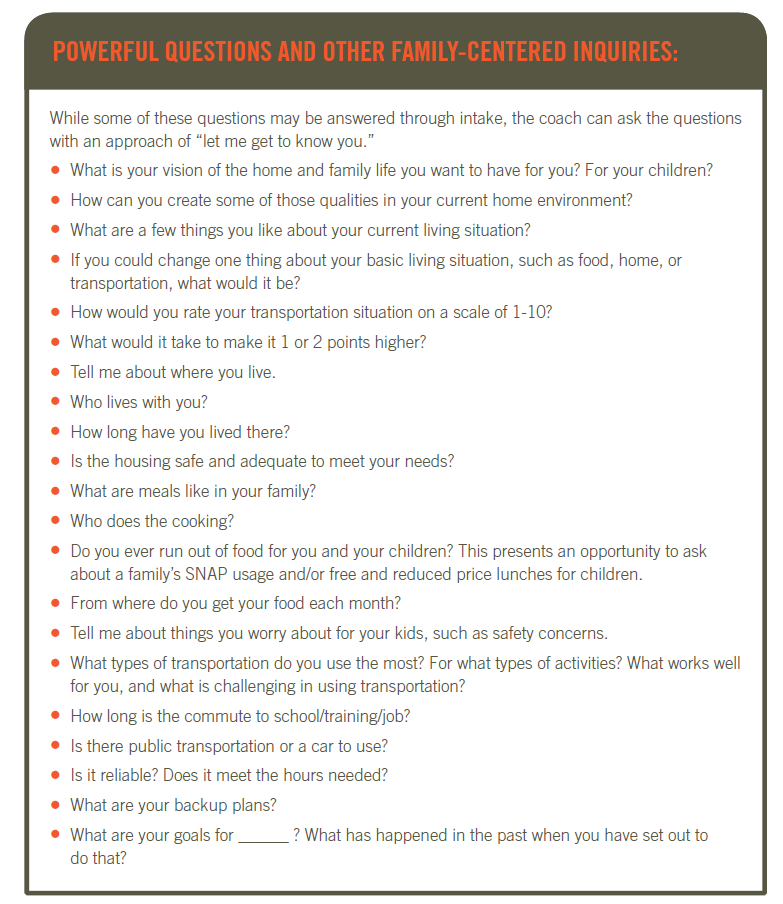 POWERFUL QUESTIONS AND OTHER FAMILY-CENTERED INQUIRIES:
While some of these questions may be answered through intake, the coach can ask the questions
with an approach of “let me get to know you.”
• What is your vision of the home and family life you want to have for you? For your children?
• How can you create some of those qualities in your current home environment?
• What are a few things you like about your current living situation?
• If you could change one thing about your basic living situation, such as food, home, or
transportation, what would it be?
• How would you rate your transportation situation on a scale of 1-10?
• What would it take to make it 1 or 2 points higher?
• Tell me about where you live.
• Who lives with you?
• How long have you lived there?
• Is the housing safe and adequate to meet your needs?
• What are meals like in your family?
• Who does the cooking?
• Do you ever run out of food for you and your children? This presents an opportunity to ask
about a family’s SNAP usage and/or free and reduced price lunches for children.
• From where do you get your food each month?
• Tell me about things you worry about for your kids, such as safety concerns.
• What types of transportation do you use the most? For what types of activities? What works well
for you, and what is challenging in using transportation?
• How long is the commute to school/training/job?
• Is there public transportation or a car to use?
• Is it reliable? Does it meet the hours needed?
• What are your backup plans?
• What are your goals for ______ ? What has happened in the past when you have set out to
do that?